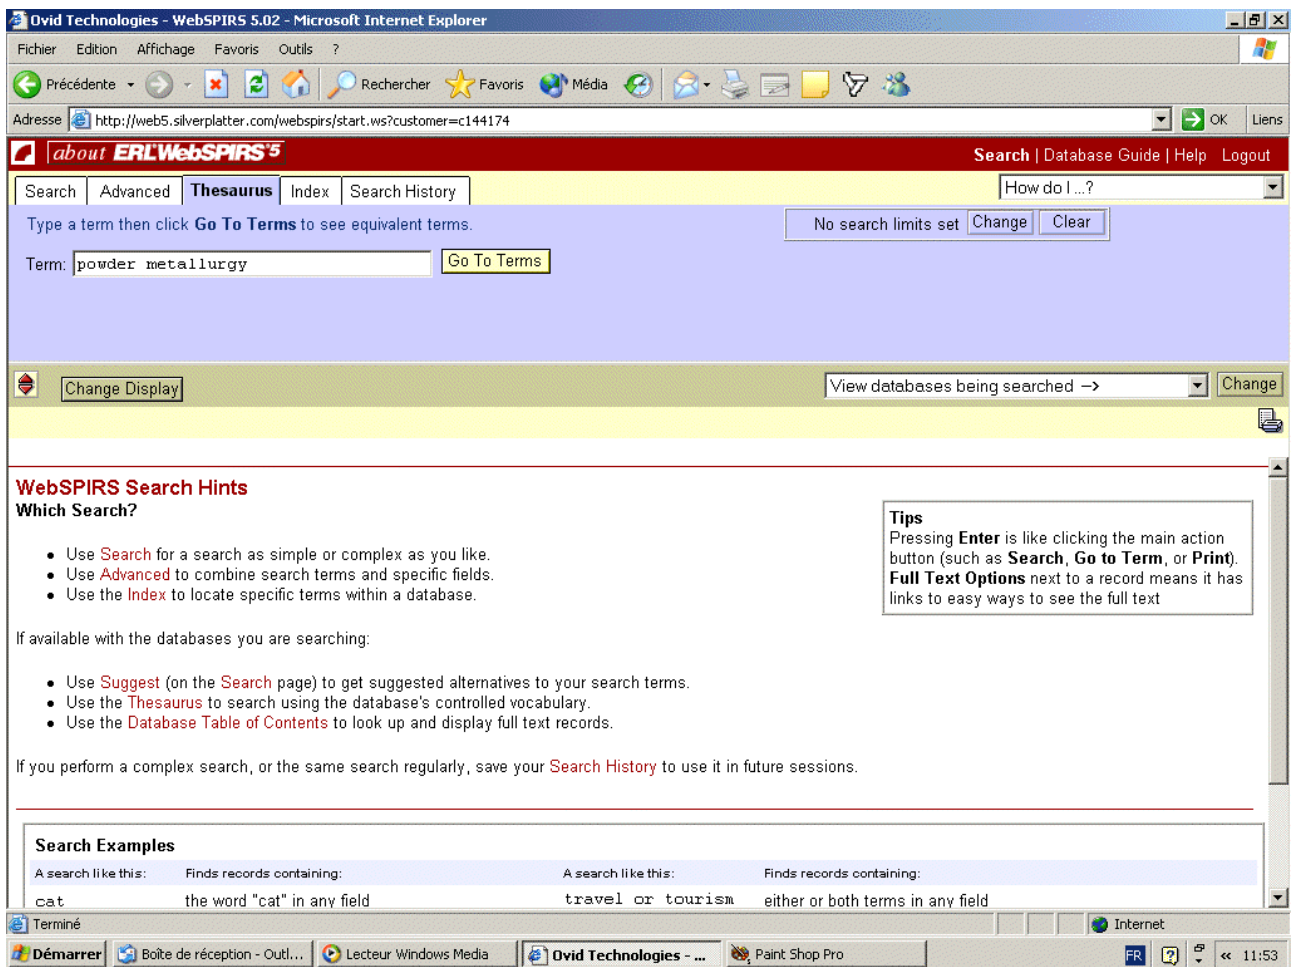 Ovid Technologies - WebSPIRS 5.02 - Microsoft Internet Explorer
Fichier Edition Affichage Favoris Outils ?
Précédente Rechercher Favoris Média
Adresse http://web5.silverplatter.com/webspirs/start.ws?customer=c144174 OK Liens
about ERL'WebSPIRS'5 Search | Database Guide | Help Logout
Search Advanced Thesaurus Index Search History How do I ...?
Type a term then click Go To Terms to see equivalent terms. No search limits set Change Clear
Term: powder metallurgy Go To Terms
Change Display View databases being searched --> Change
WebSPIRS Search Hints
Which Search?
Use Search for a search as simple or complex as you like.
Use Advanced to combine search terms and specific fields.
Use the Index to locate specific terms within a database.
Tips
Pressing Enter is like clicking the main action
button (such as Search, Go to Term, or Print).
Full Text Options next to a record means it has
links to easy ways to see the full text
If available with the databases you are searching:
Use Suggest (on the Search page) to get suggested alternatives to your search terms.
Use the Thesaurus to search using the database's controlled vocabulary.
Use the Database Table of Contents to look up and display full text records.
If you perform a complex search, or the same search regularly, save your Search History to use it in future sessions.
Search Examples
A search like this: Finds records containing: A search like this: Finds records containing:
cat the word "cat" in any field travel or tourism either or both terms in any field
Terminé Internet
Démarrer Boîte de réception - Outl... Lecteur Windows Media Ovid Technologies - ... Paint Shop Pro FR « 11:53